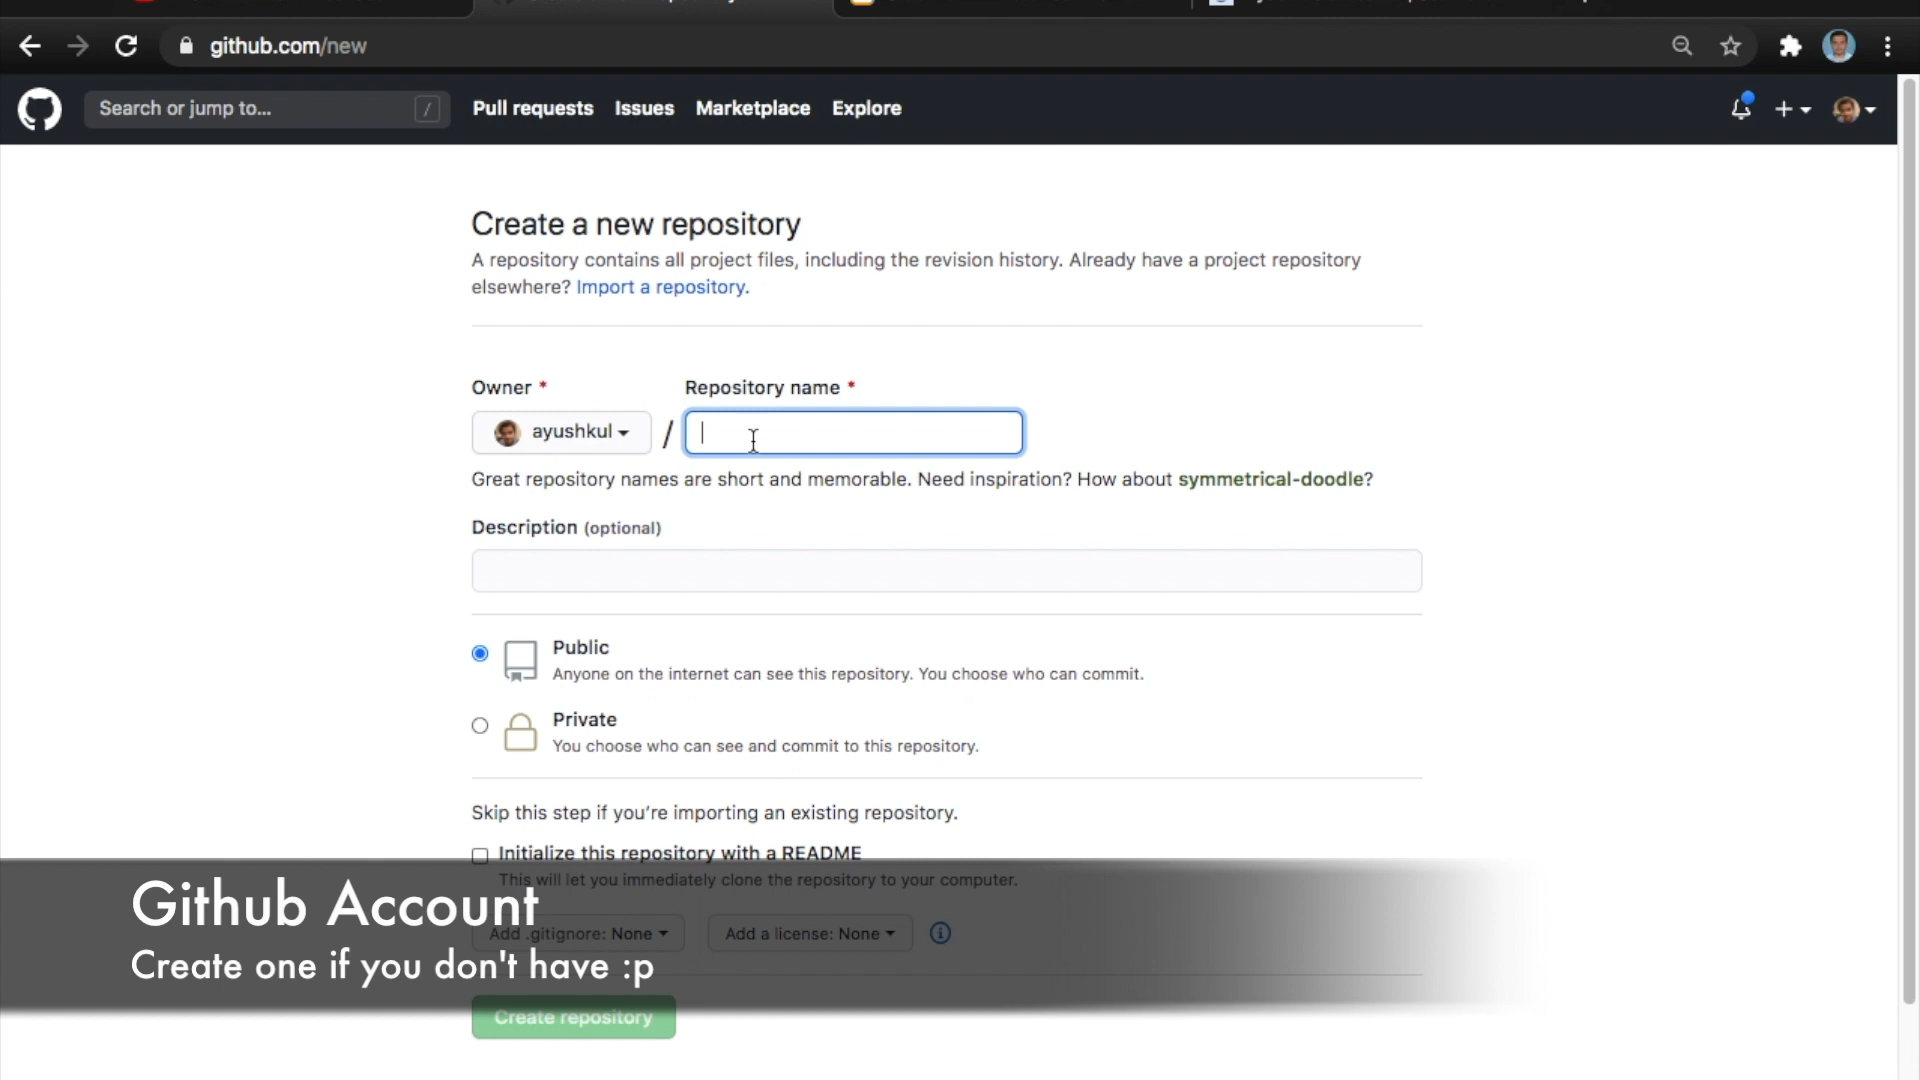 github.com/new
Search or jump to... /
Pull requests Issues Marketplace Explore
Create a new repository
A repository contains all project files, including the revision history. Already have a project repository
elsewhere? Import a repository.
Owner * Repository name *
ayushkul /
Great repository names are short and memorable. Need inspiration? How about symmetrical-doodle?
Description (optional)
Public
Anyone on the internet can see this repository. You choose who can commit.
Private
You choose who can see and commit to this repository.
Skip this step if you’re importing an existing repository.
Initialize this repository with a README
This will let you immediately clone the repository to your computer.
Github Account
Add .gitignore: None Add a license: None
Create one if you don't have :p
Create repository